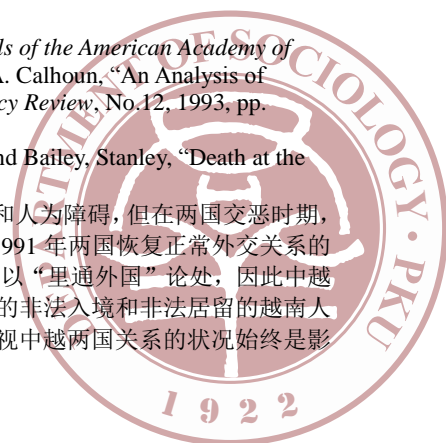 ls of the American Academy of
A. Calhoun, “An Analysis of
cy Review, No.12, 1993, pp.
nd Bailey, Stanley, “Death at the
和人为障碍，但在两国交恶时期，
991 年两国恢复正常外交关系的
以“里通外国”论处，因此中越
的非法入境和非法居留的越南人
视中越两国关系的状况始终是影
DEPARTMENT OF SOCIOLOGY · PKU
1922